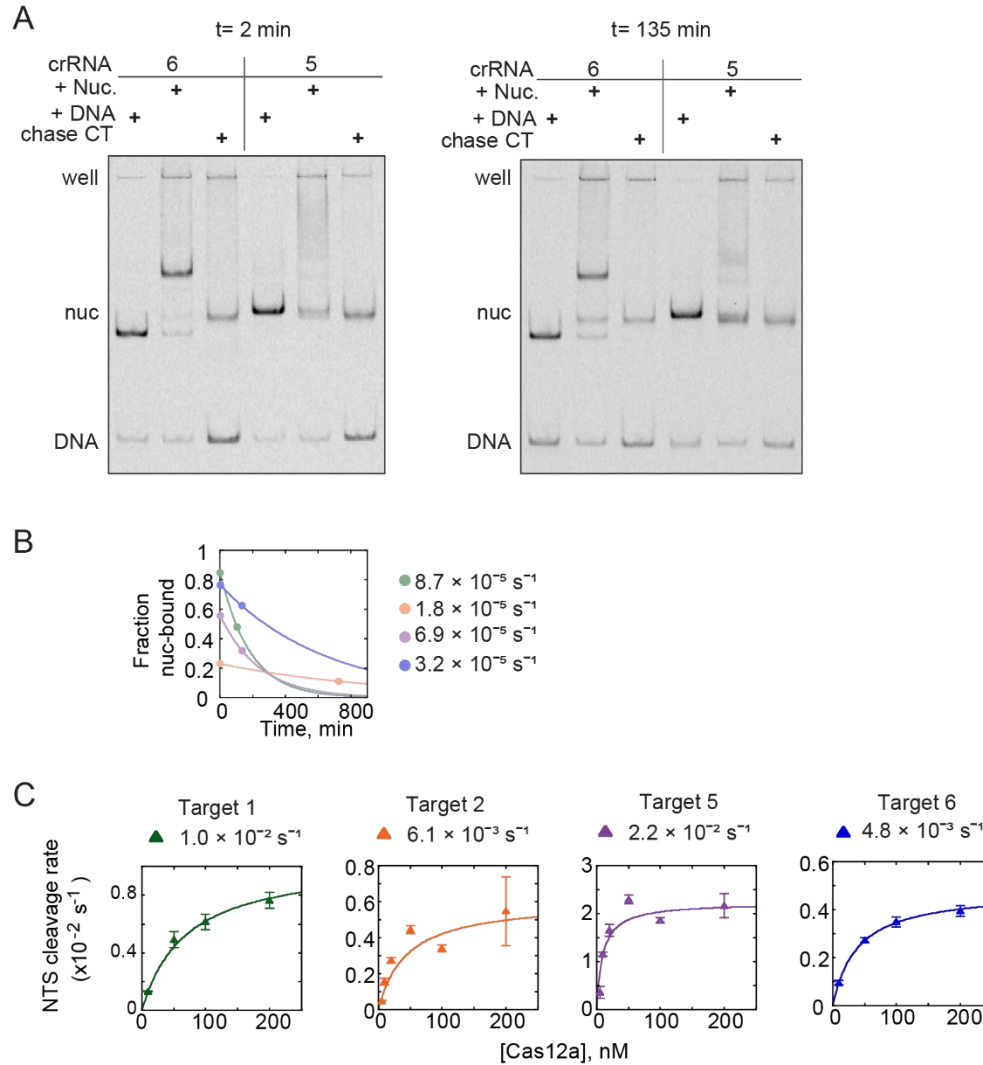 A
t= 2 min
t= 135 min
crRNA 6 5
crRNA 6 5
+ Nuc. + +
+ Nuc. + +
+ DNA + +
+ DNA + +
chase CT + +
chase CT + +
well
well
nuc
nuc
DNA
DNA
B
Fraction
nuc-bound
1
0.8
0.6
0.4
0.2
0
0 400 800
Time, min
8.7 × 10⁻⁵ s⁻¹
1.8 × 10⁻⁵ s⁻¹
6.9 × 10⁻⁵ s⁻¹
3.2 × 10⁻⁵ s⁻¹
C
Target 1
1.0 × 10⁻² s⁻¹
Target 2
6.1 × 10⁻³ s⁻¹
Target 5
2.2 × 10⁻² s⁻¹
Target 6
4.8 × 10⁻³ s⁻¹
NTS cleavage rate
(x10⁻² s⁻¹)
0.8
0.4
0
0 100 200
0.8
0.6
0.4
0.2
0.0
0 100 200
3
2
1
0
0 100 200
0.6
0.4
0.2
0
0 100 200
[Cas12a], nM